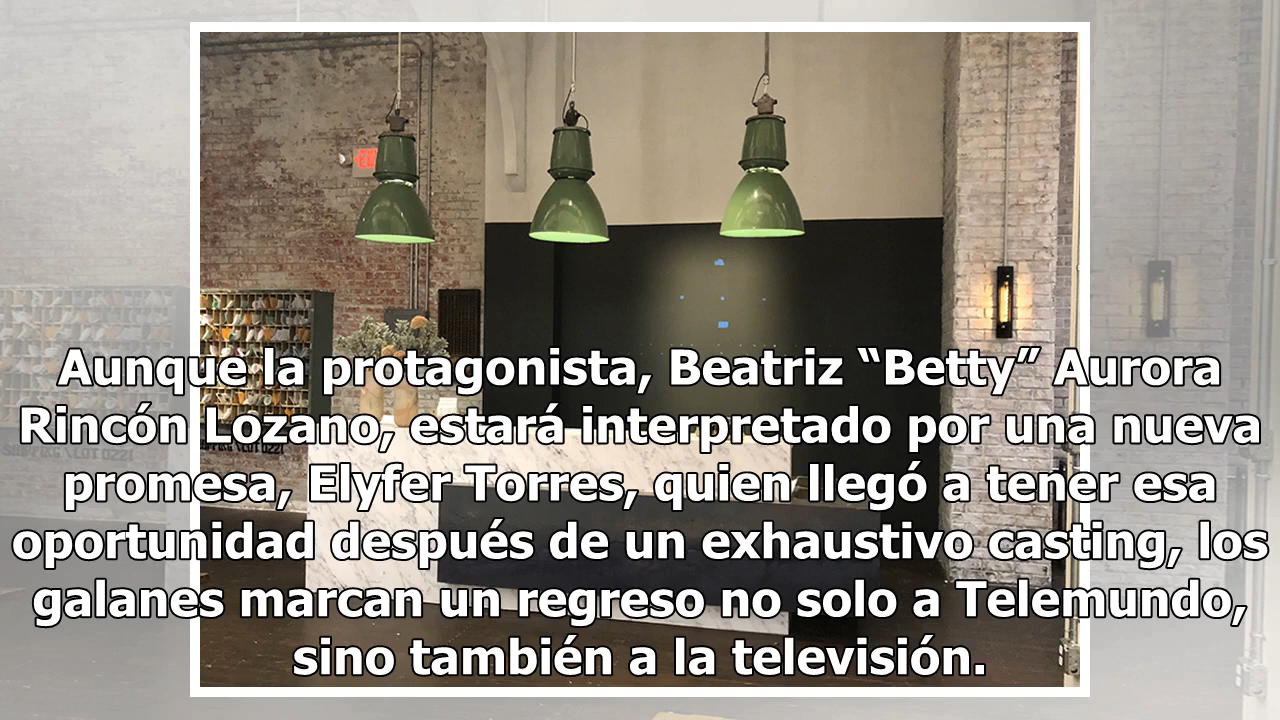 Aunque la protagonista, Beatriz “Betty” Aurora
Rincón Lozano, estará interpretado por una nueva
promesa, Elyfer Torres, quien llegó a tener esa
oportunidad después de un exhaustivo casting, los
galanes marcan un regreso no solo a Telemundo,
sino también a la televisión.